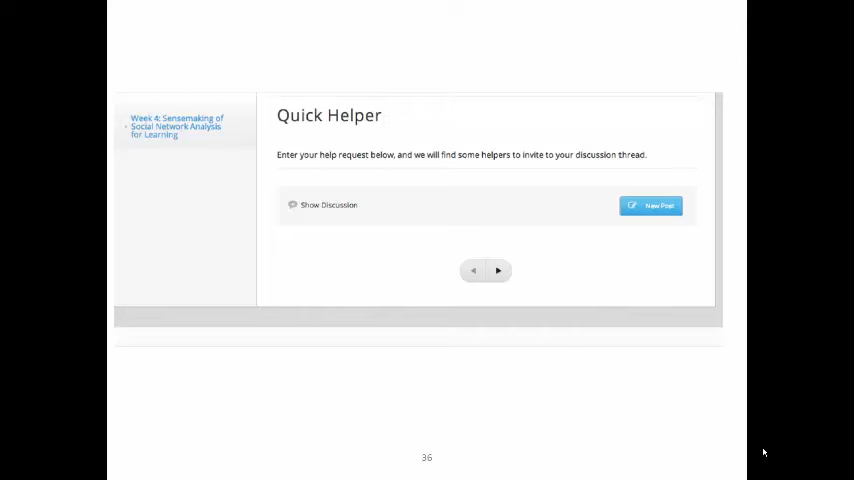 Week 4: Sensemaking of
Social Network Analysis
for Learning
Quick Helper
Enter your help request below, and we will find some helpers to invite to your discussion thread.
Show Discussion
New Post
36